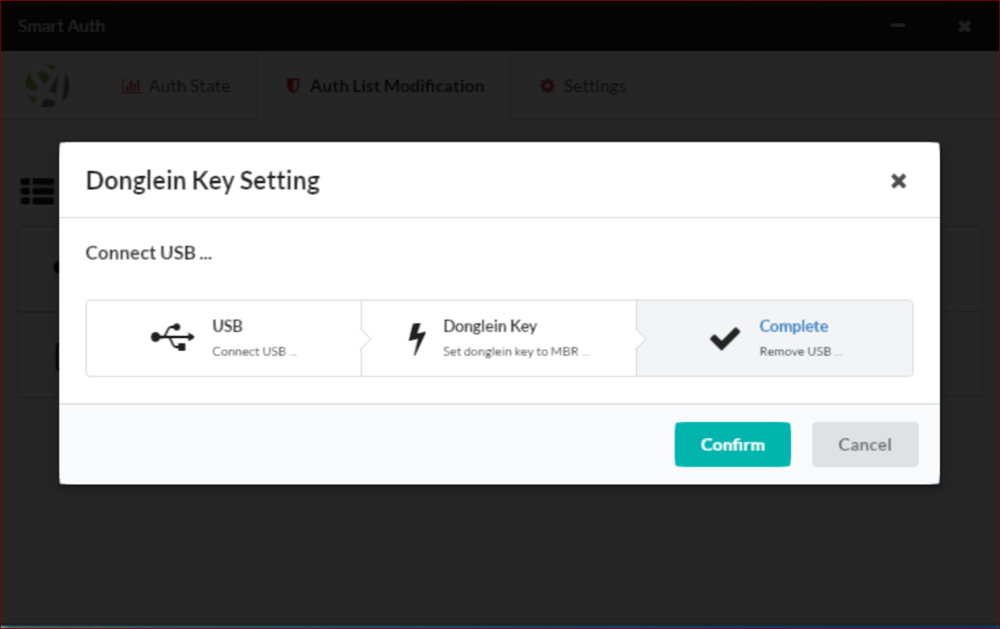 Smart Auth
Auth State
Auth List Modification
Settings
Donglein Key Setting
Connect USB ...
USB
Connect USB ...
Donglein Key
Set donglein key to MBR ...
Complete
Remove USB ...
Confirm
Cancel